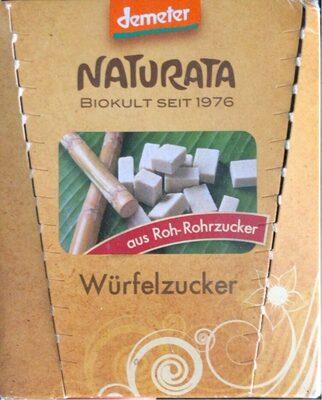 demeter
NATURATA
BIOKULT SEIT 1976
aus Roh-Rohrzucker
Würfelzucker